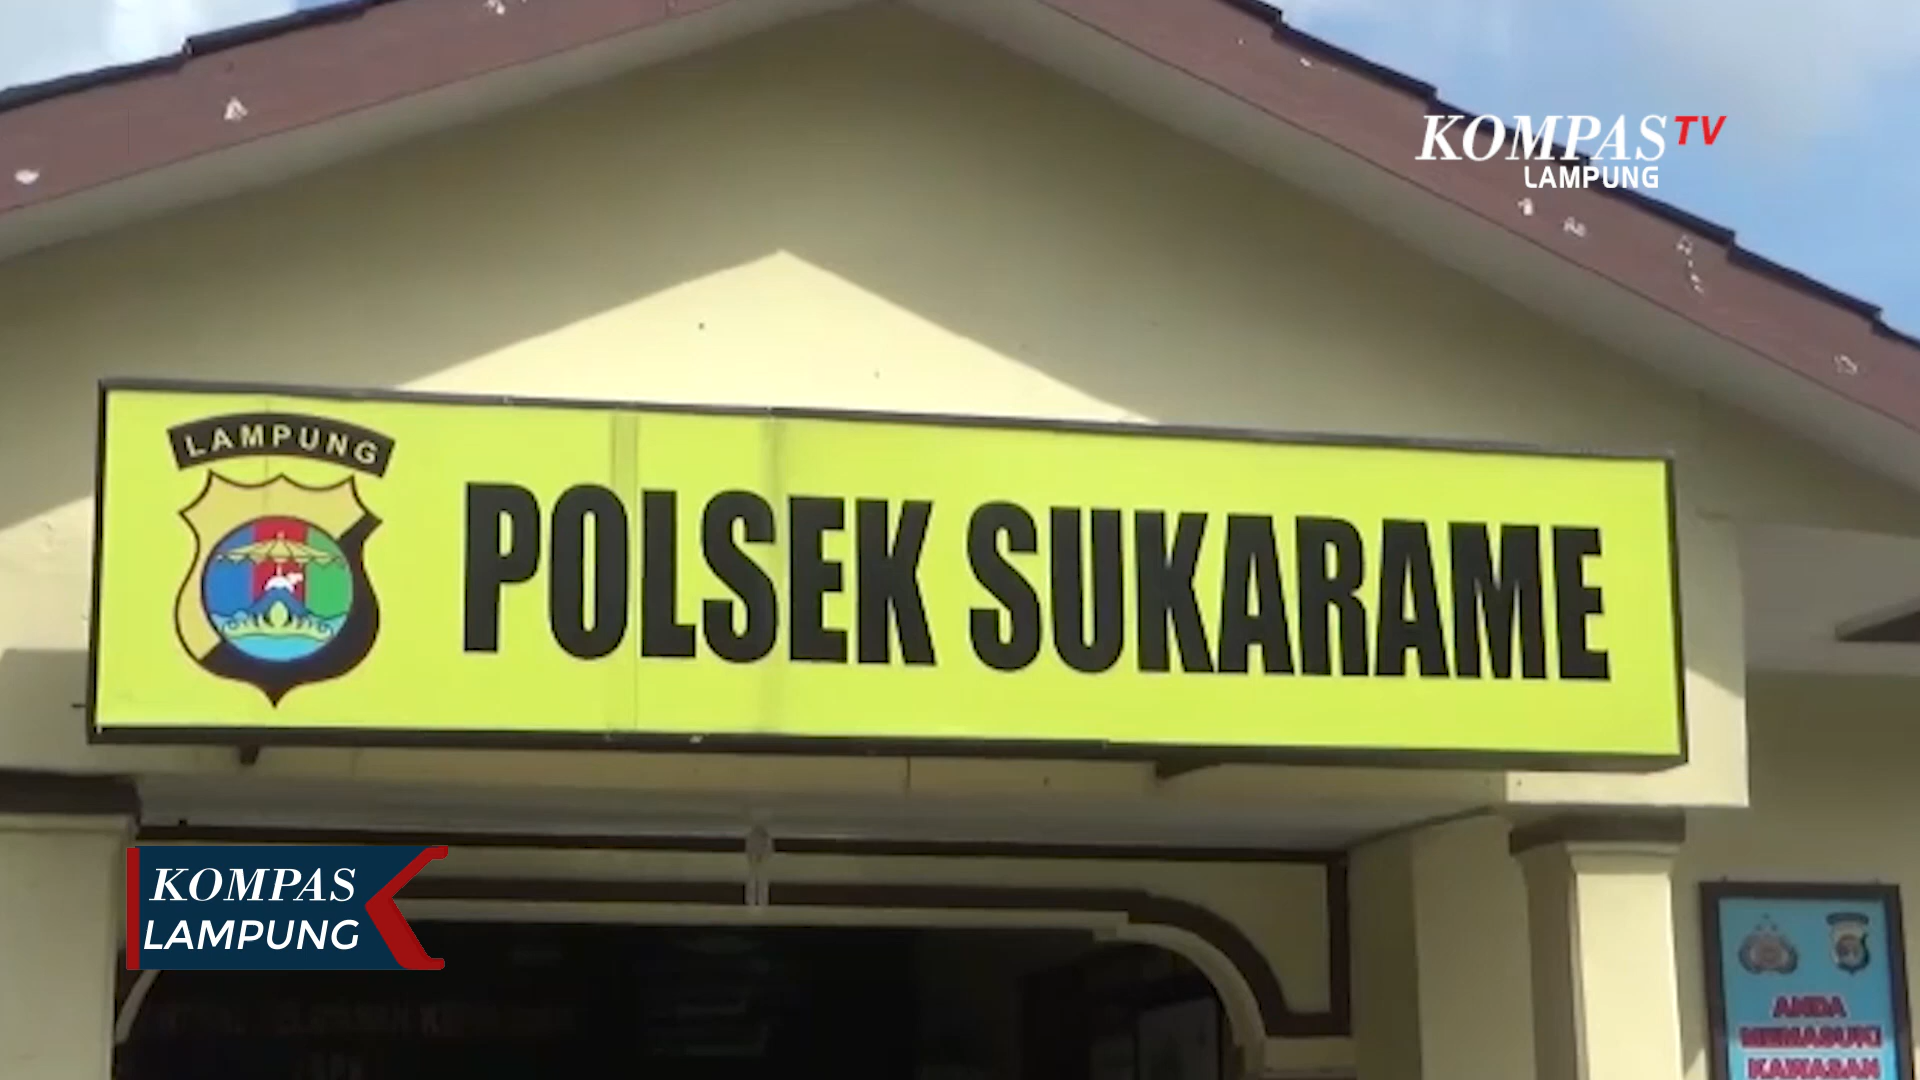 KOMPAS TV
LAMPUNG
LAMPUNG
POLSEK SUKARAME
KOMPAS
LAMPUNG
ANDA
MEMASUKI
KAWASAN